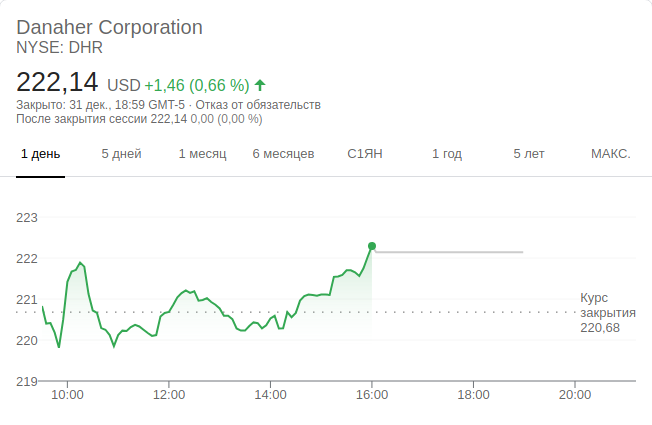 Danaher Corporation
NYSE: DHR
222,14 USD +1,46 (0,66 %)
Закрыто: 31 дек., 18:59 GMT-5 · Отказ от обязательств
После закрытия сессии 222,14 0,00 (0,00 %)
1 день 5 дней 1 месяц 6 месяцев С1ЯН 1 год 5 лет МАКС.
223
222
221
Курс
закрытия
220,68
220
219
10:00 12:00 14:00 16:00 18:00 20:00